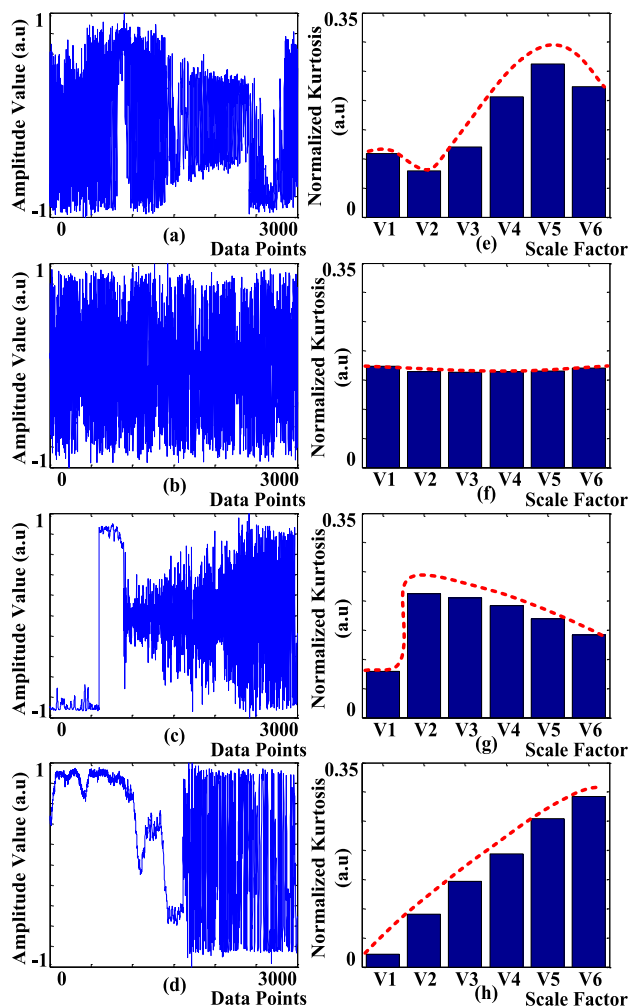 Amplitude Value (a.u)
1
-1
0
3000
(a)
Data Points
Normalized Kurtosis
(a.u)
0.35
0
V1 V2 V3 V4 V5 V6
(e)
Scale Factor
Amplitude Value (a.u)
1
-1
0
3000
(b)
Data Points
Normalized Kurtosis
(a.u)
0.35
0
V1 V2 V3 V4 V5 V6
(f)
Scale Factor
Amplitude Value (a.u)
1
-1
0
3000
(c)
Data Points
Normalized Kurtosis
(a.u)
0.35
0
V1 V2 V3 V4 V5 V6
(g)
Scale Factor
Amplitude Value (a.u)
1
-1
0
3000
(d)
Data Points
Normalized Kurtosis
(a.u)
0.35
0
V1 V2 V3 V4 V5 V6
(h)
Scale Factor